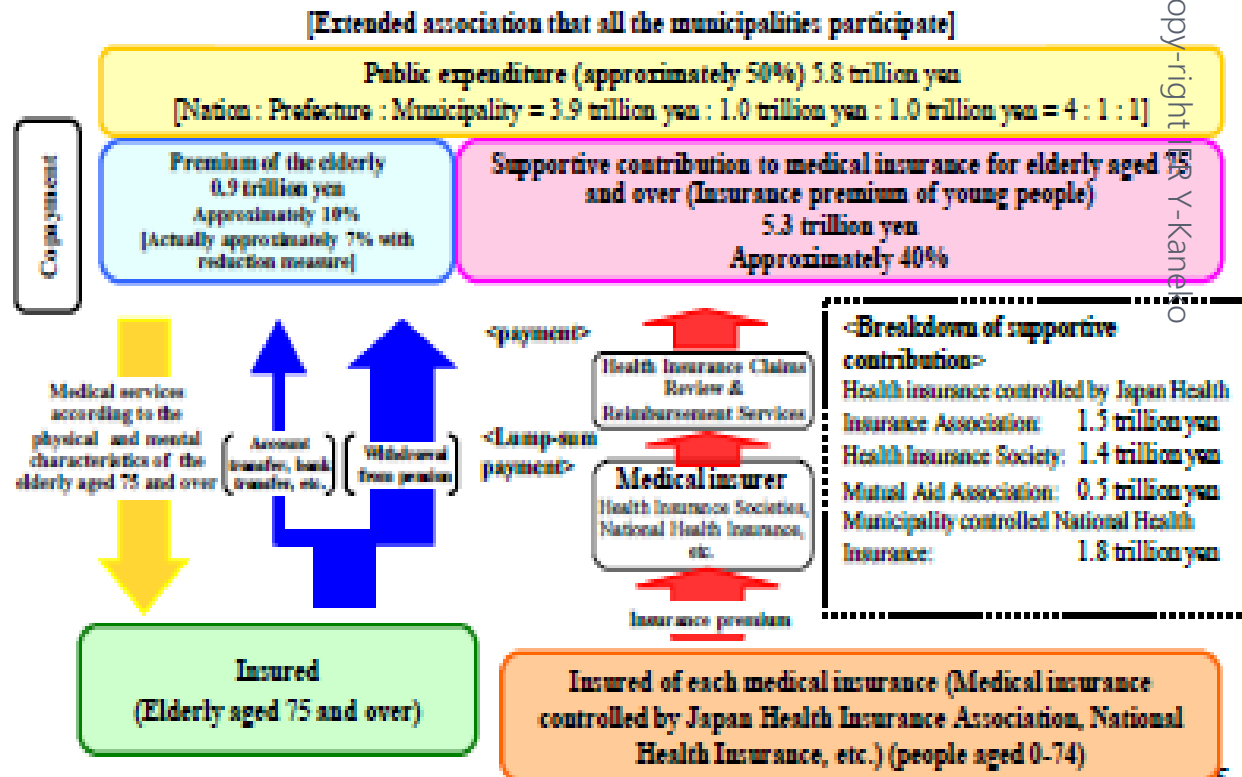 [Extended association that all the municipalities participate]
Public expenditure (approximately 50%) 5.8 trillion yen
[Nation : Prefecture : Municipality = 3.9 trillion yen : 1.0 trillion yen : 1.0 trillion yen = 4 : 1 : 1]
Copayment
Premium of the elderly
0.9 trillion yen
Approximately 10%
[Actually approximately 7% with
reduction measure]
Supportive contribution to medical insurance for elderly aged 75
and over (Insurance premium of young people)
5.3 trillion yen
Approximately 40%
opy-right IER Y-Kaneko
Medical services
according to the
physical and mental
characteristics of the
elderly aged 75 and over
Account
transfer, bank
transfer, etc.
Withdrawal
from pension
<payment>
Health Insurance Claims
Review &
Reimbursement Services
<Lump-sum
payment>
Medical insurer
Health Insurance Societies,
National Health Insurance,
etc.
Insurance premium
<Breakdown of supportive
contribution>
Health insurance controlled by Japan Health
Insurance Association: 1.5 trillion yen
Health Insurance Society: 1.4 trillion yen
Mutual Aid Association: 0.5 trillion yen
Municipality controlled National Health
Insurance: 1.8 trillion yen
Insured
(Elderly aged 75 and over)
Insured of each medical insurance (Medical insurance
controlled by Japan Health Insurance Association, National
Health Insurance, etc.) (people aged 0-74)